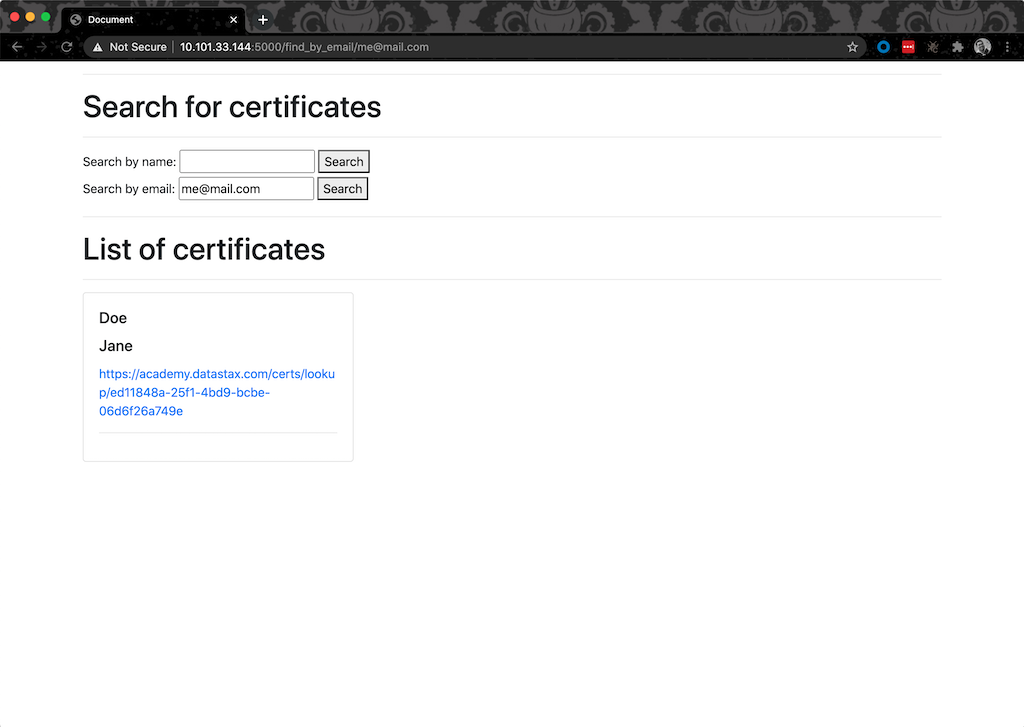 Document
Not Secure 10.101.33.144:5000/find_by_email/me@mail.com
Search for certificates
Search by name: Search
Search by email: me@mail.com Search
List of certificates
Doe
Jane
https://academy.datastax.com/certs/looku
p/ed11848a-25f1-4bd9-bcbe-
06d6f26a749e